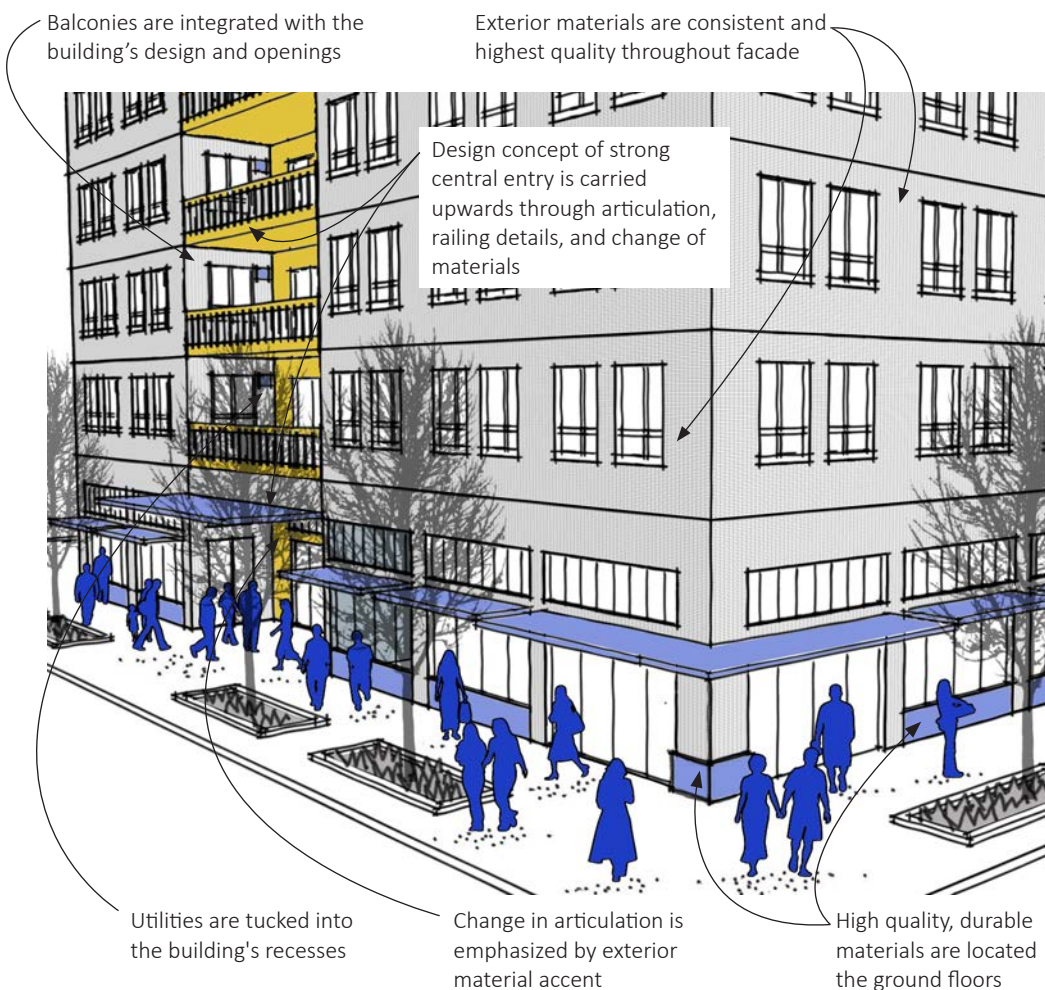 Balconies are integrated with the
building’s design and openings
Exterior materials are consistent and
highest quality throughout facade
Design concept of strong
central entry is carried
upwards through articulation,
railing details, and change of
materials
Utilities are tucked into
the building's recesses
Change in articulation is
emphasized by exterior
material accent
High quality, durable
materials are located
the ground floors